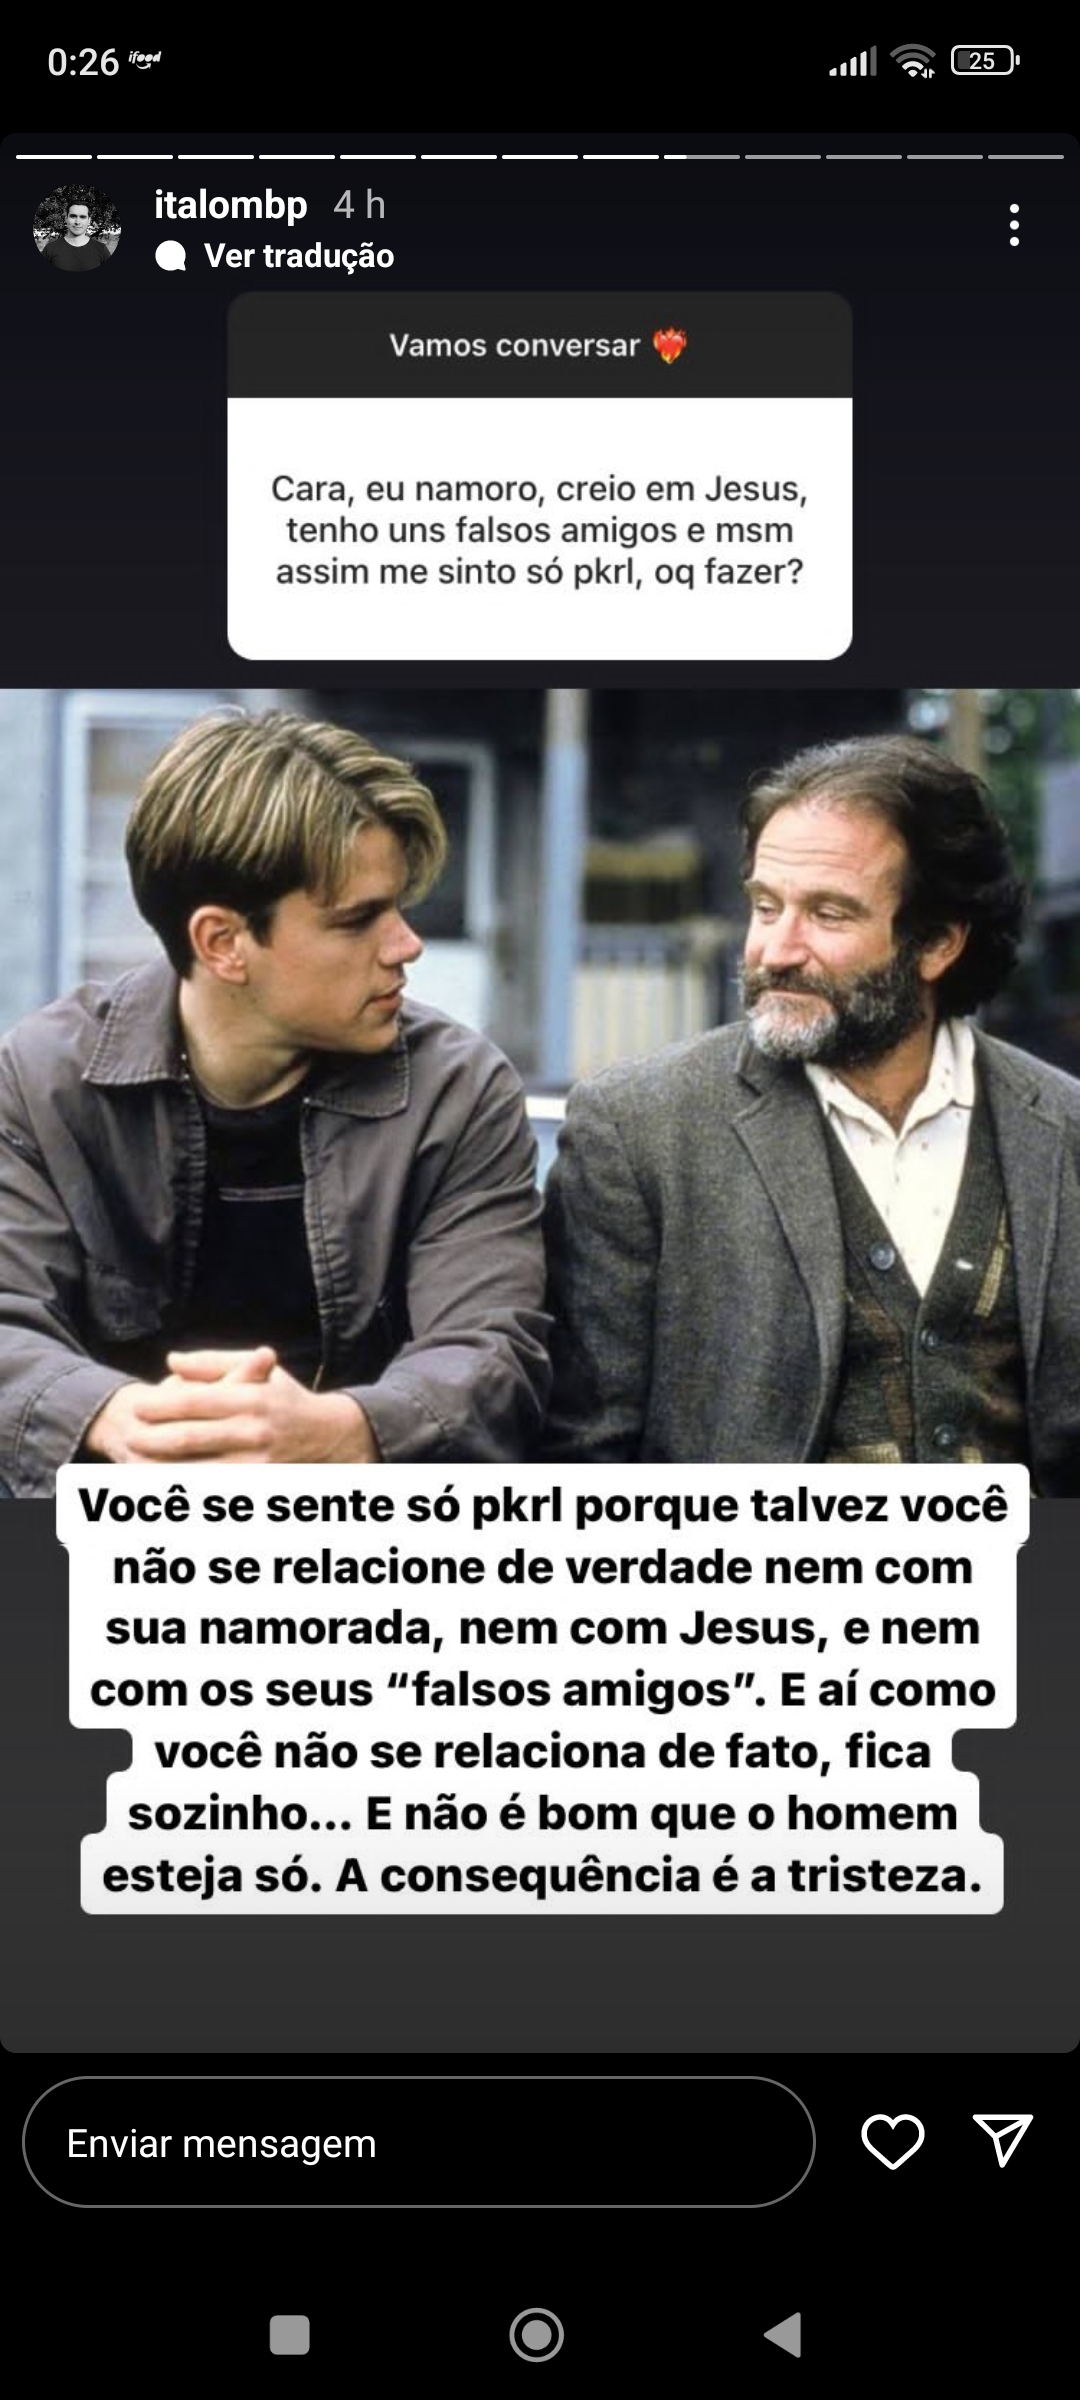 0:26 ifood
25
italombp 4 h
Ver tradução
Vamos conversar ❤️‍🔥
Cara, eu namoro, creio em Jesus,
tenho uns falsos amigos e msm
assim me sinto só pkrl, oq fazer?
Você se sente só pkrl porque talvez você
não se relacione de verdade nem com
sua namorada, nem com Jesus, e nem
com os seus “falsos amigos”. E aí como
você não se relaciona de fato, fica
sozinho... E não é bom que o homem
esteja só. A consequência é a tristeza.
Enviar mensagem